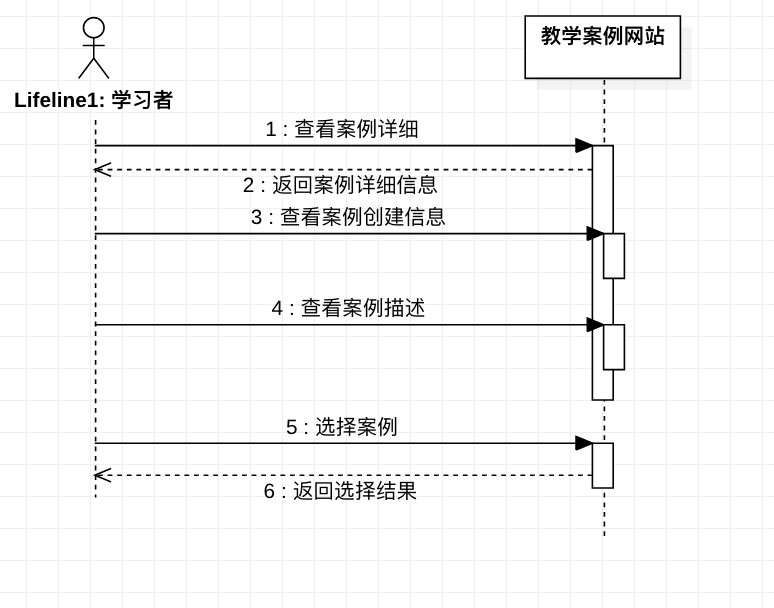 教学案例网站
Lifeline1: 学习者
1 : 查看案例详细
2 : 返回案例详细信息
3 : 查看案例创建信息
4 : 查看案例描述
5 : 选择案例
6 : 返回选择结果